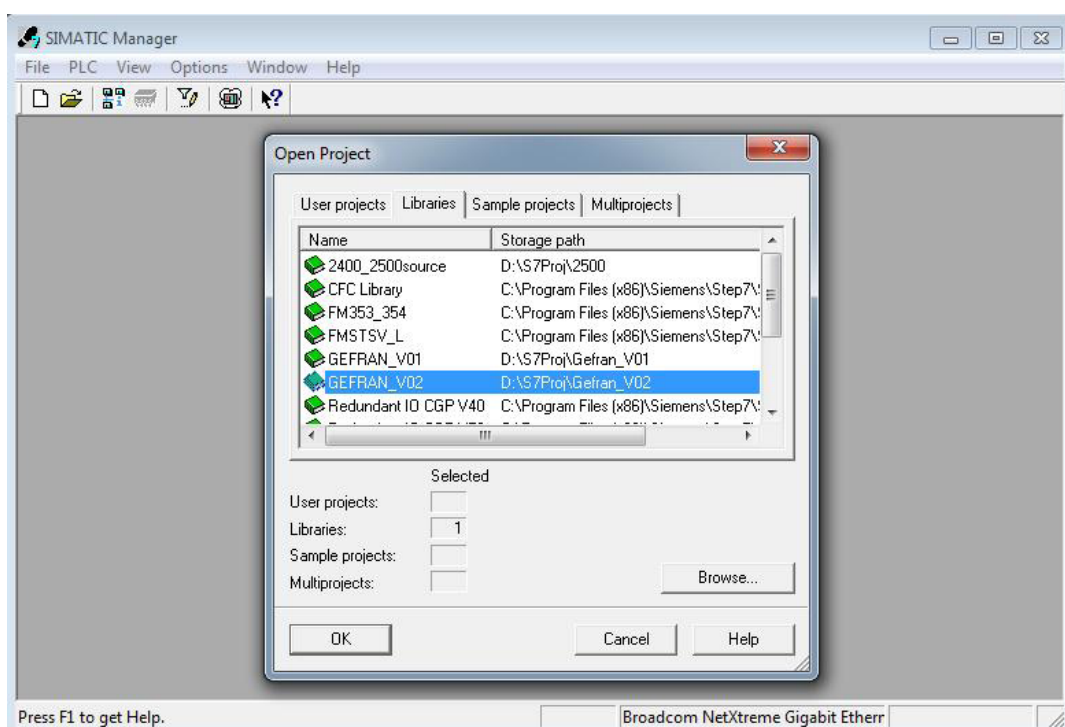 SIMATIC Manager
File PLC View Options Window Help
Open Project
User projects Libraries Sample projects Multiprojects
Name Storage path
2400_2500source D:\S7Proj\2500
CFC Library C:\Program Files (x86)\Siemens\Step7\
FM353_354 C:\Program Files (x86)\Siemens\Step7\
FMSTSV_L C:\Program Files (x86)\Siemens\Step7\
GEFRAN_V01 D:\S7Proj\Gefran_V01
GEFRAN_V02 D:\S7Proj\Gefran_V02
Redundant IO CGP V40 C:\Program Files (x86)\Siemens\Step7\
Selected
User projects:
Libraries: 1
Sample projects:
Multiprojects:
Browse...
OK Cancel Help
Press F1 to get Help. Broadcom NetXtreme Gigabit Etherr